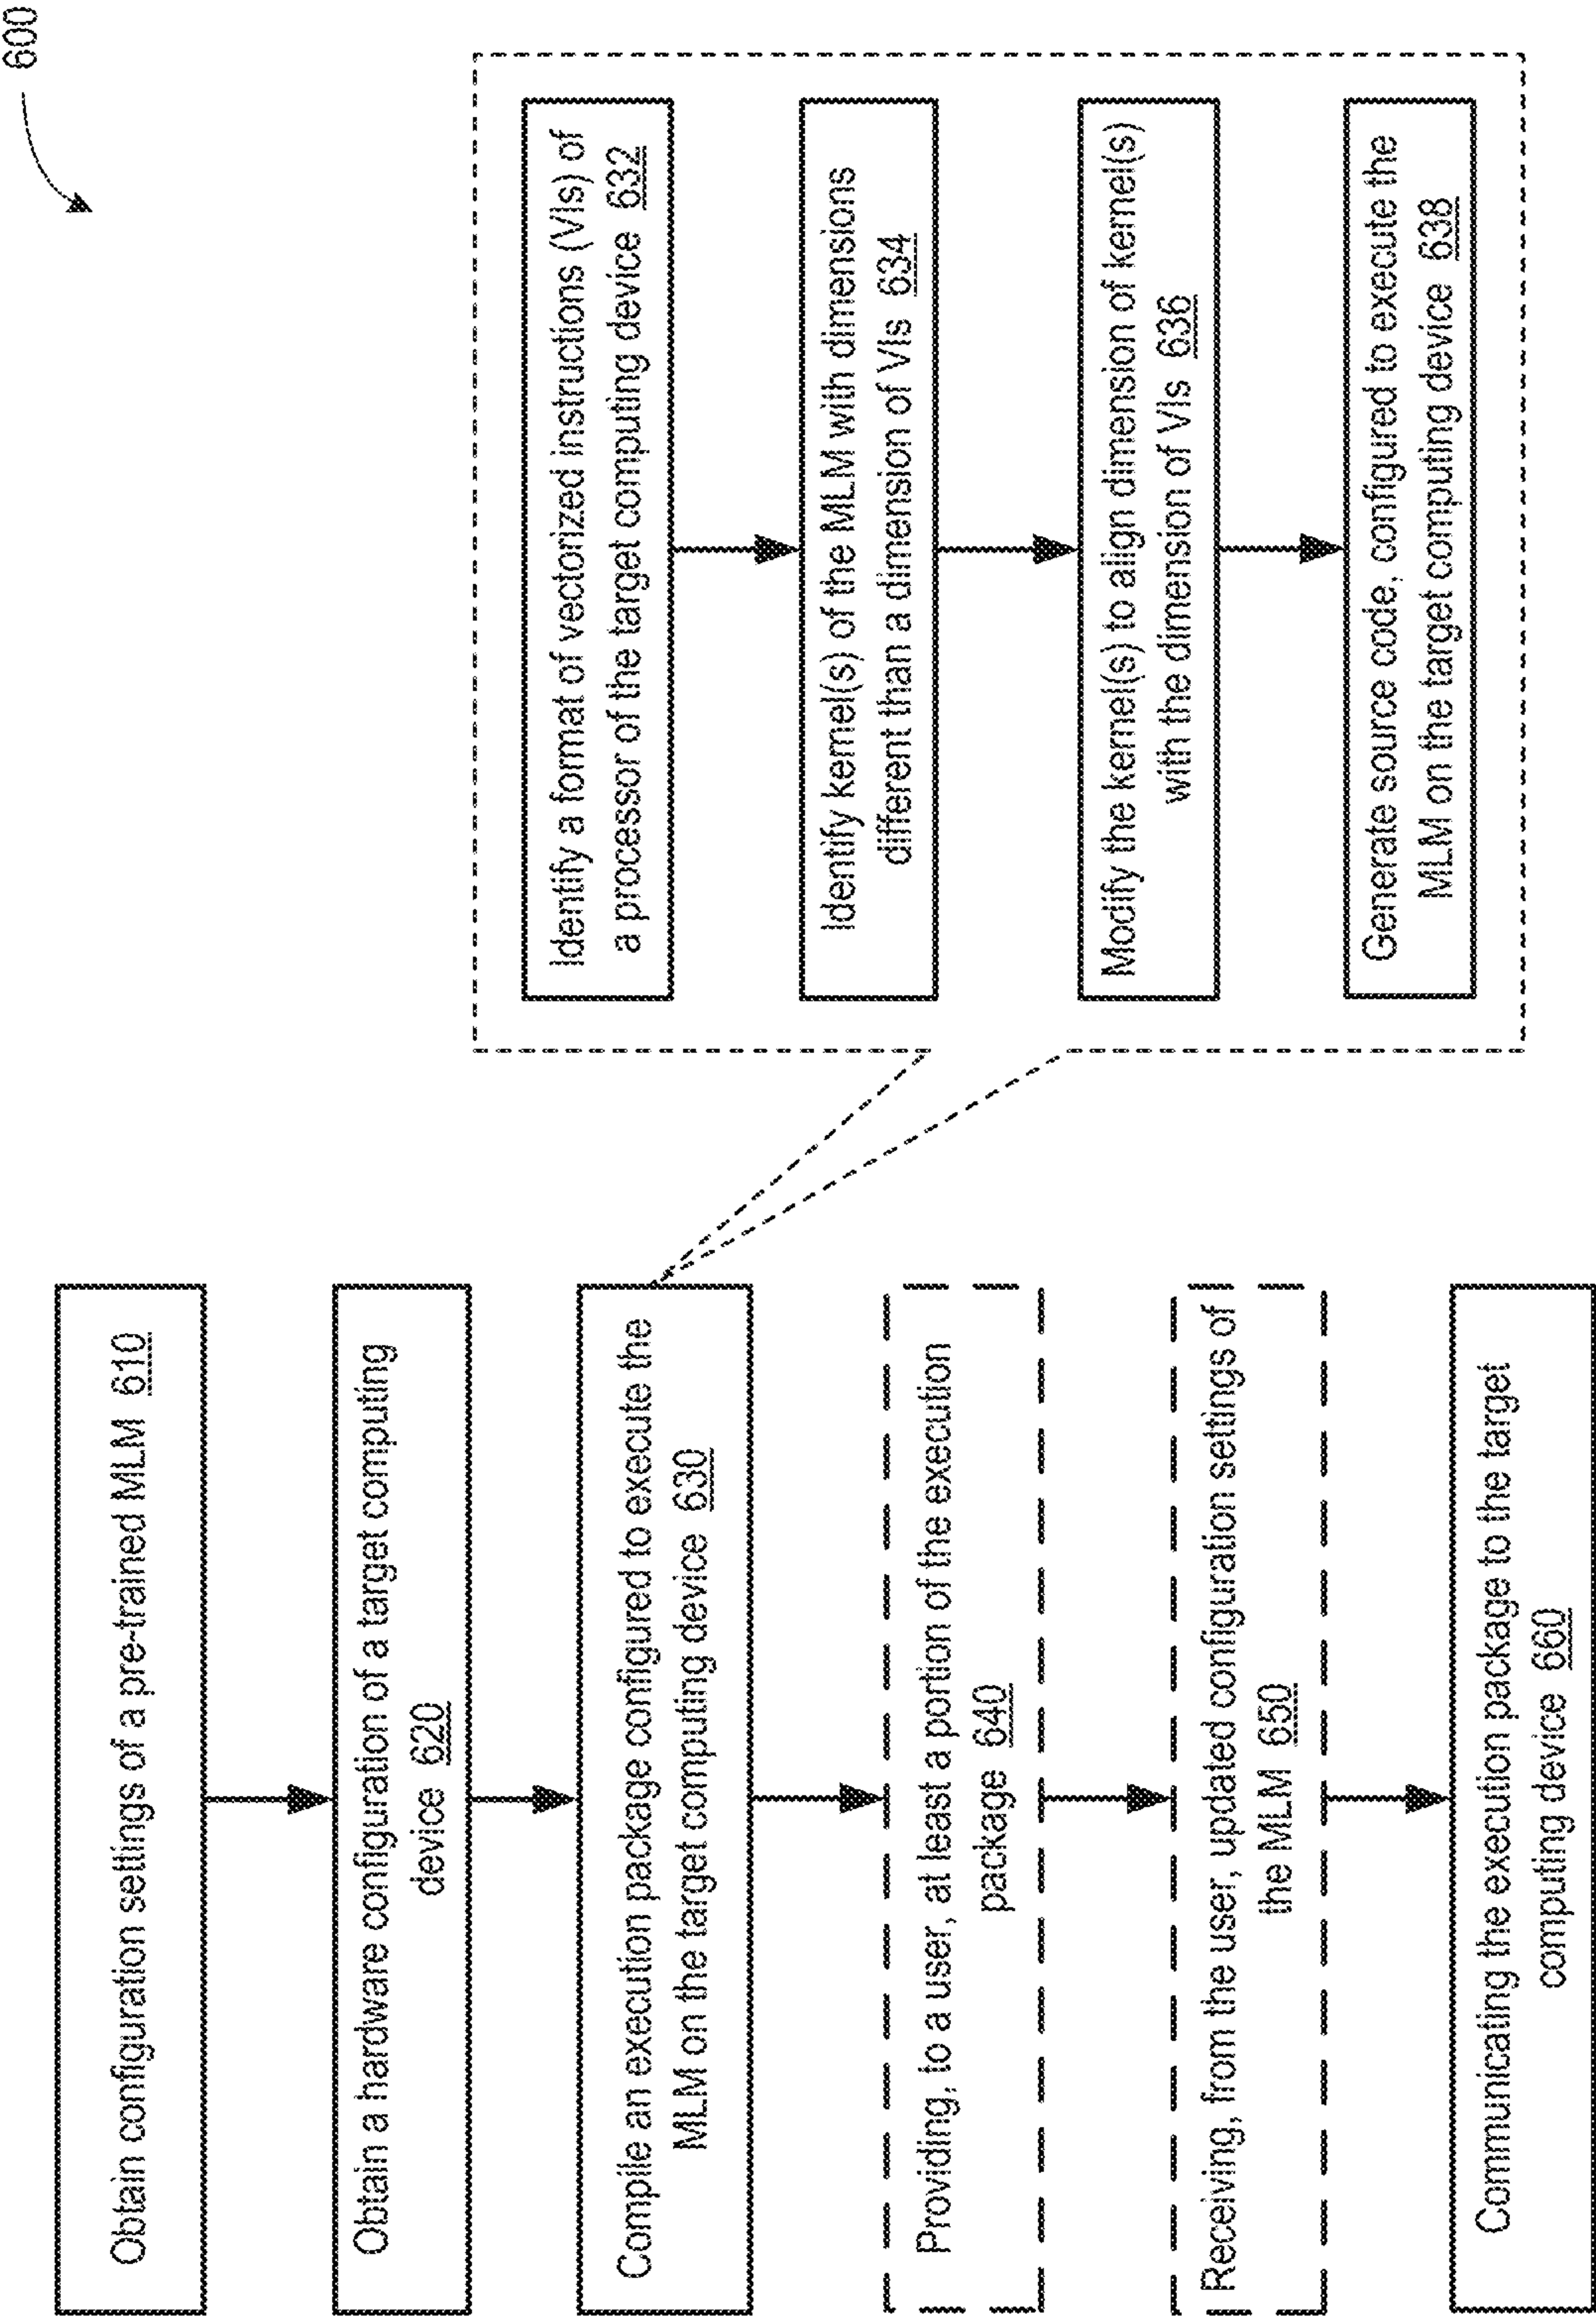 600
Obtain configuration settings of a pre-trained MLM 610
Obtain a hardware configuration of a target computing
device 620
Compile an execution package configured to execute the
MLM on the target computing device 630
Providing, to a user, at least a portion of the execution
package 640
Receiving, from the user, updated configuration settings of
the MLM 650
Communicating the execution package to the target
computing device 660
Identify a format of vectorized instructions (VIs) of
a processor of the target computing device 632
Identify kernel(s) of the MLM with dimensions
different than a dimension of VIs 634
Modify the kernel(s) to align dimension of kernel(s)
with the dimension of VIs 636
Generate source code, configured to execute the
MLM on the target computing device 638